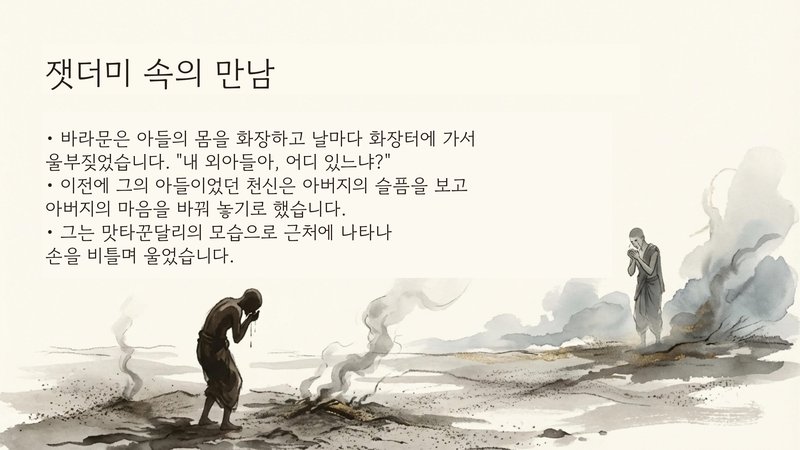 잿더미 속의 만남
• 바라문은 아들의 몸을 화장하고 날마다 화장터에 가서
울부짖었습니다. "내 외아들아, 어디 있느냐?"
• 이전에 그의 아들이었던 천신은 아버지의 슬픔을 보고
아버지의 마음을 바꿔 놓기로 했습니다.
• 그는 맛타꾼달리의 모습으로 근처에 나타나
손을 비틀며 울었습니다.